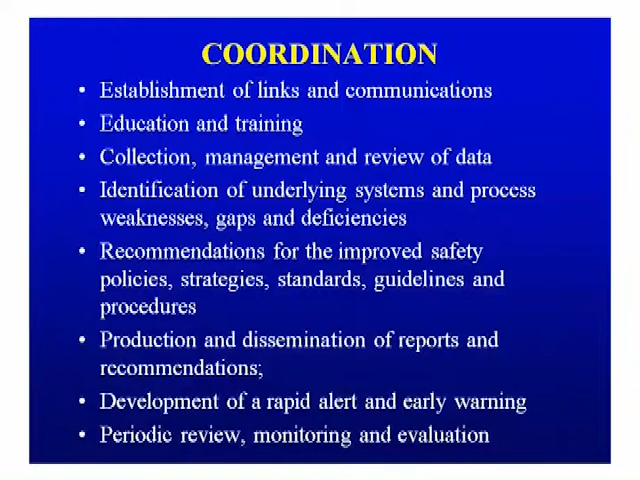 COORDINATION
• Establishment of links and communications
• Education and training
• Collection, management and review of data
• Identification of underlying systems and process
weaknesses, gaps and deficiencies
• Recommendations for the improved safety
policies, strategies, standards, guidelines and
procedures
• Production and dissemination of reports and
recommendations;
• Development of a rapid alert and early warning
• Periodic review, monitoring and evaluation